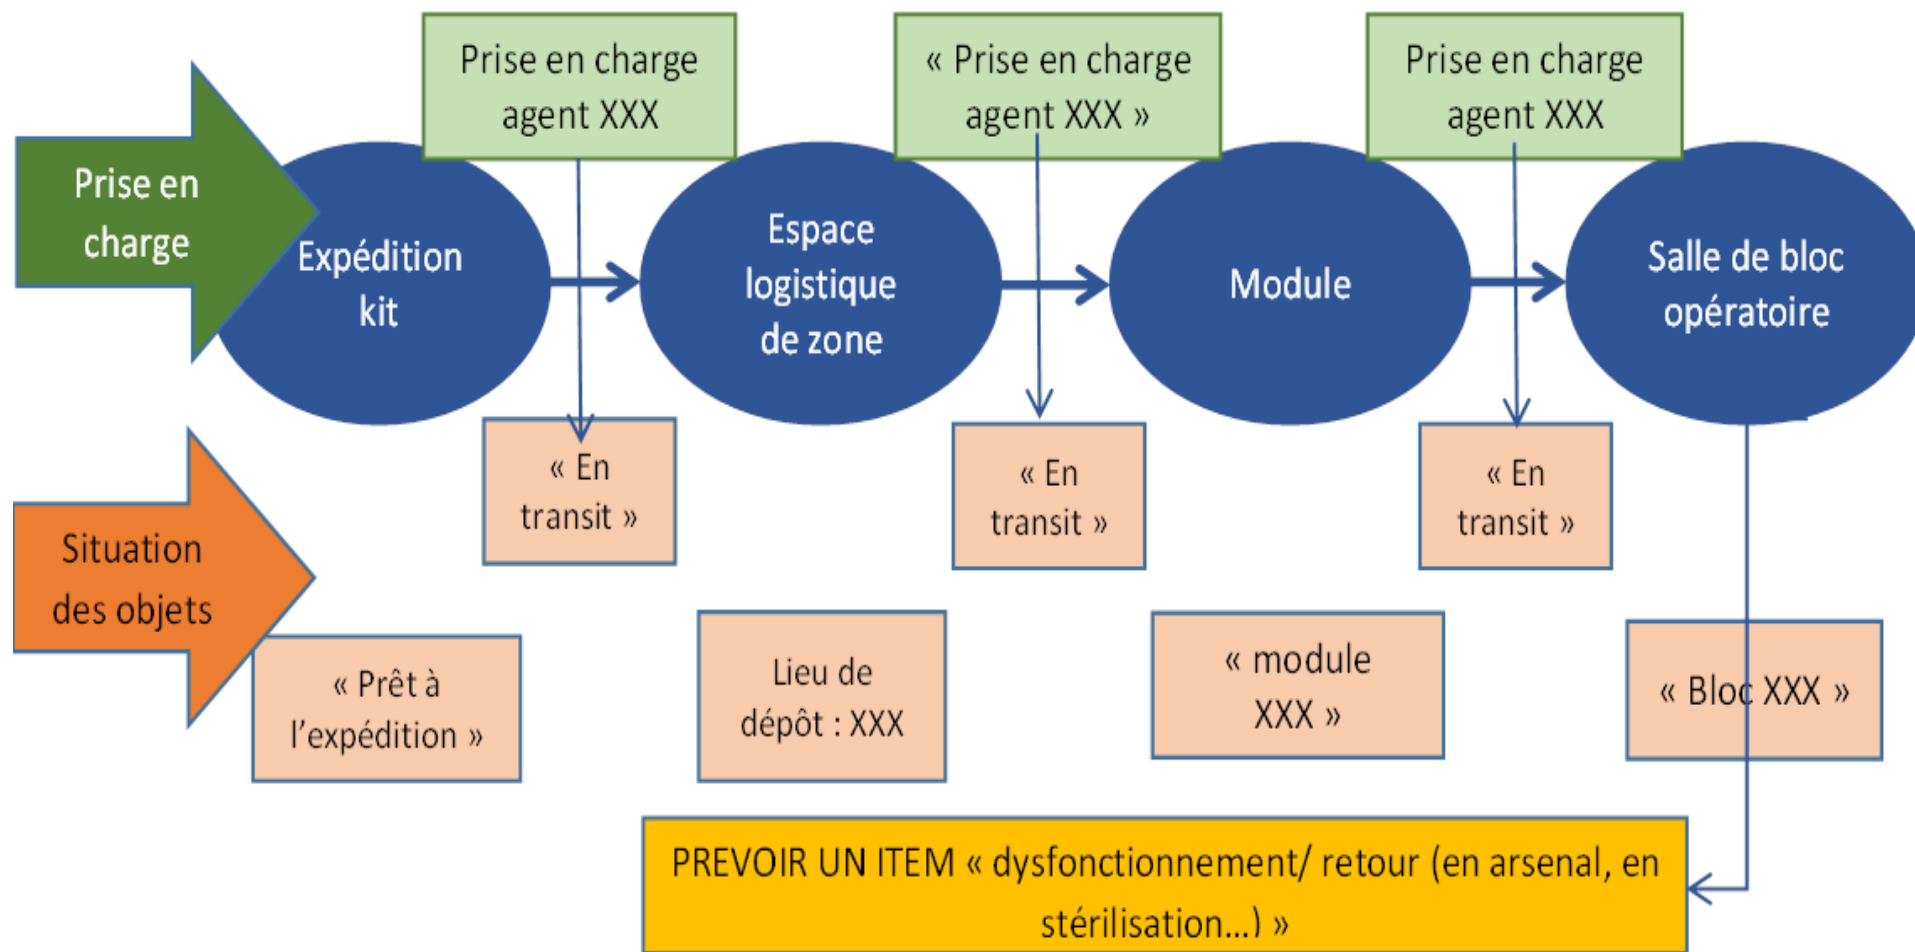 Prise en charge
agent XXX
« Prise en charge
agent XXX »
Prise en charge
agent XXX
Prise en
charge
Expédition
kit
Espace
logistique
de zone
Module
Salle de bloc
opératoire
« En
transit »
« En
transit »
« En
transit »
Situation
des objets
« Prêt à
l'expédition »
Lieu de
dépôt : XXX
« module
XXX »
« Bloc XXX »
PREVOIR UN ITEM « dysfonctionnement/ retour (en arsenal, en
stérilisation...) »